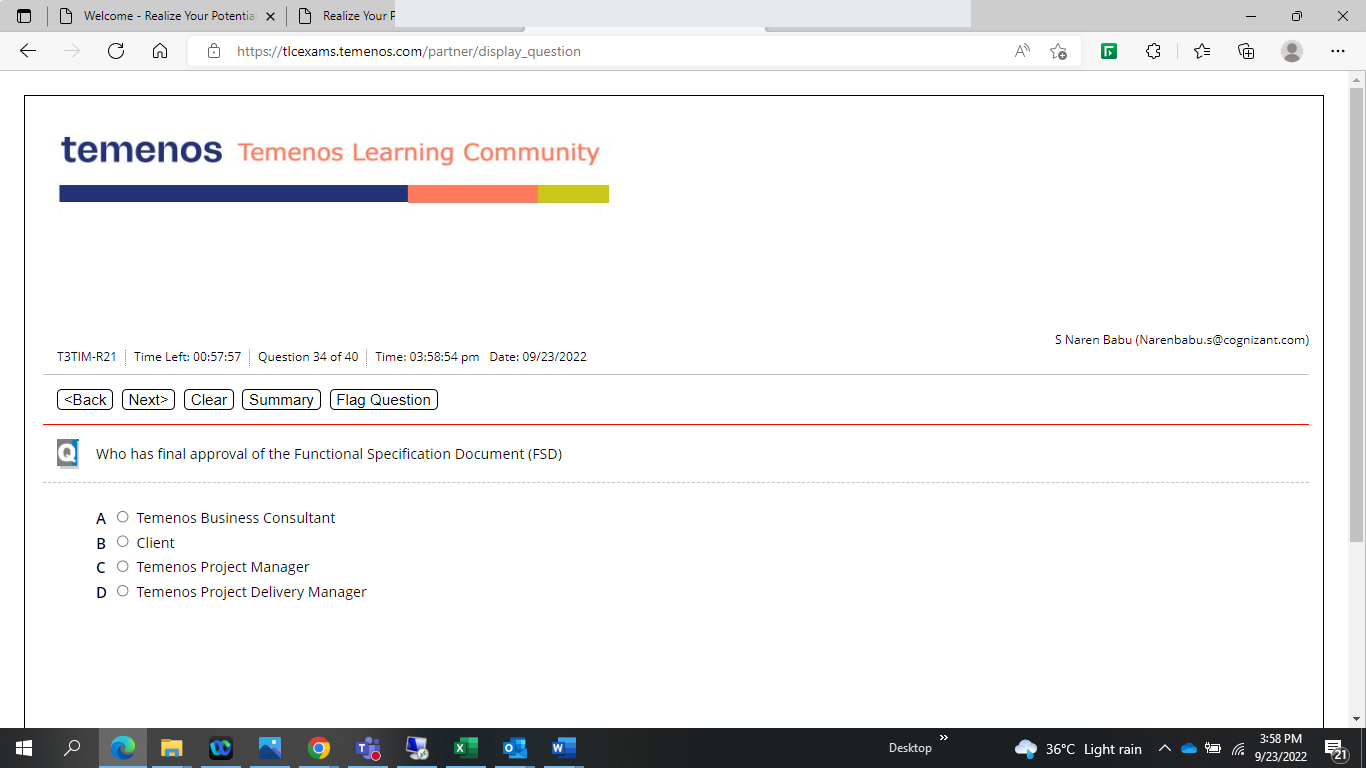 Welcome - Realize Your Potential
Realize Your P
https://tlcexams.temenos.com/partner/display_question
temenos Temenos Learning Community
S Naren Babu (Narenbabu.s@cognizant.com)
T3TIM-R21 Time Left: 00:57:57 Question 34 of 40 Time: 03:58:54 pm Date: 09/23/2022
<Back Next> Clear Summary Flag Question
Q Who has final approval of the Functional Specification Document (FSD)
A Temenos Business Consultant
B Client
C Temenos Project Manager
D Temenos Project Delivery Manager
Desktop
36°C Light rain
3:58 PM
9/23/2022
21